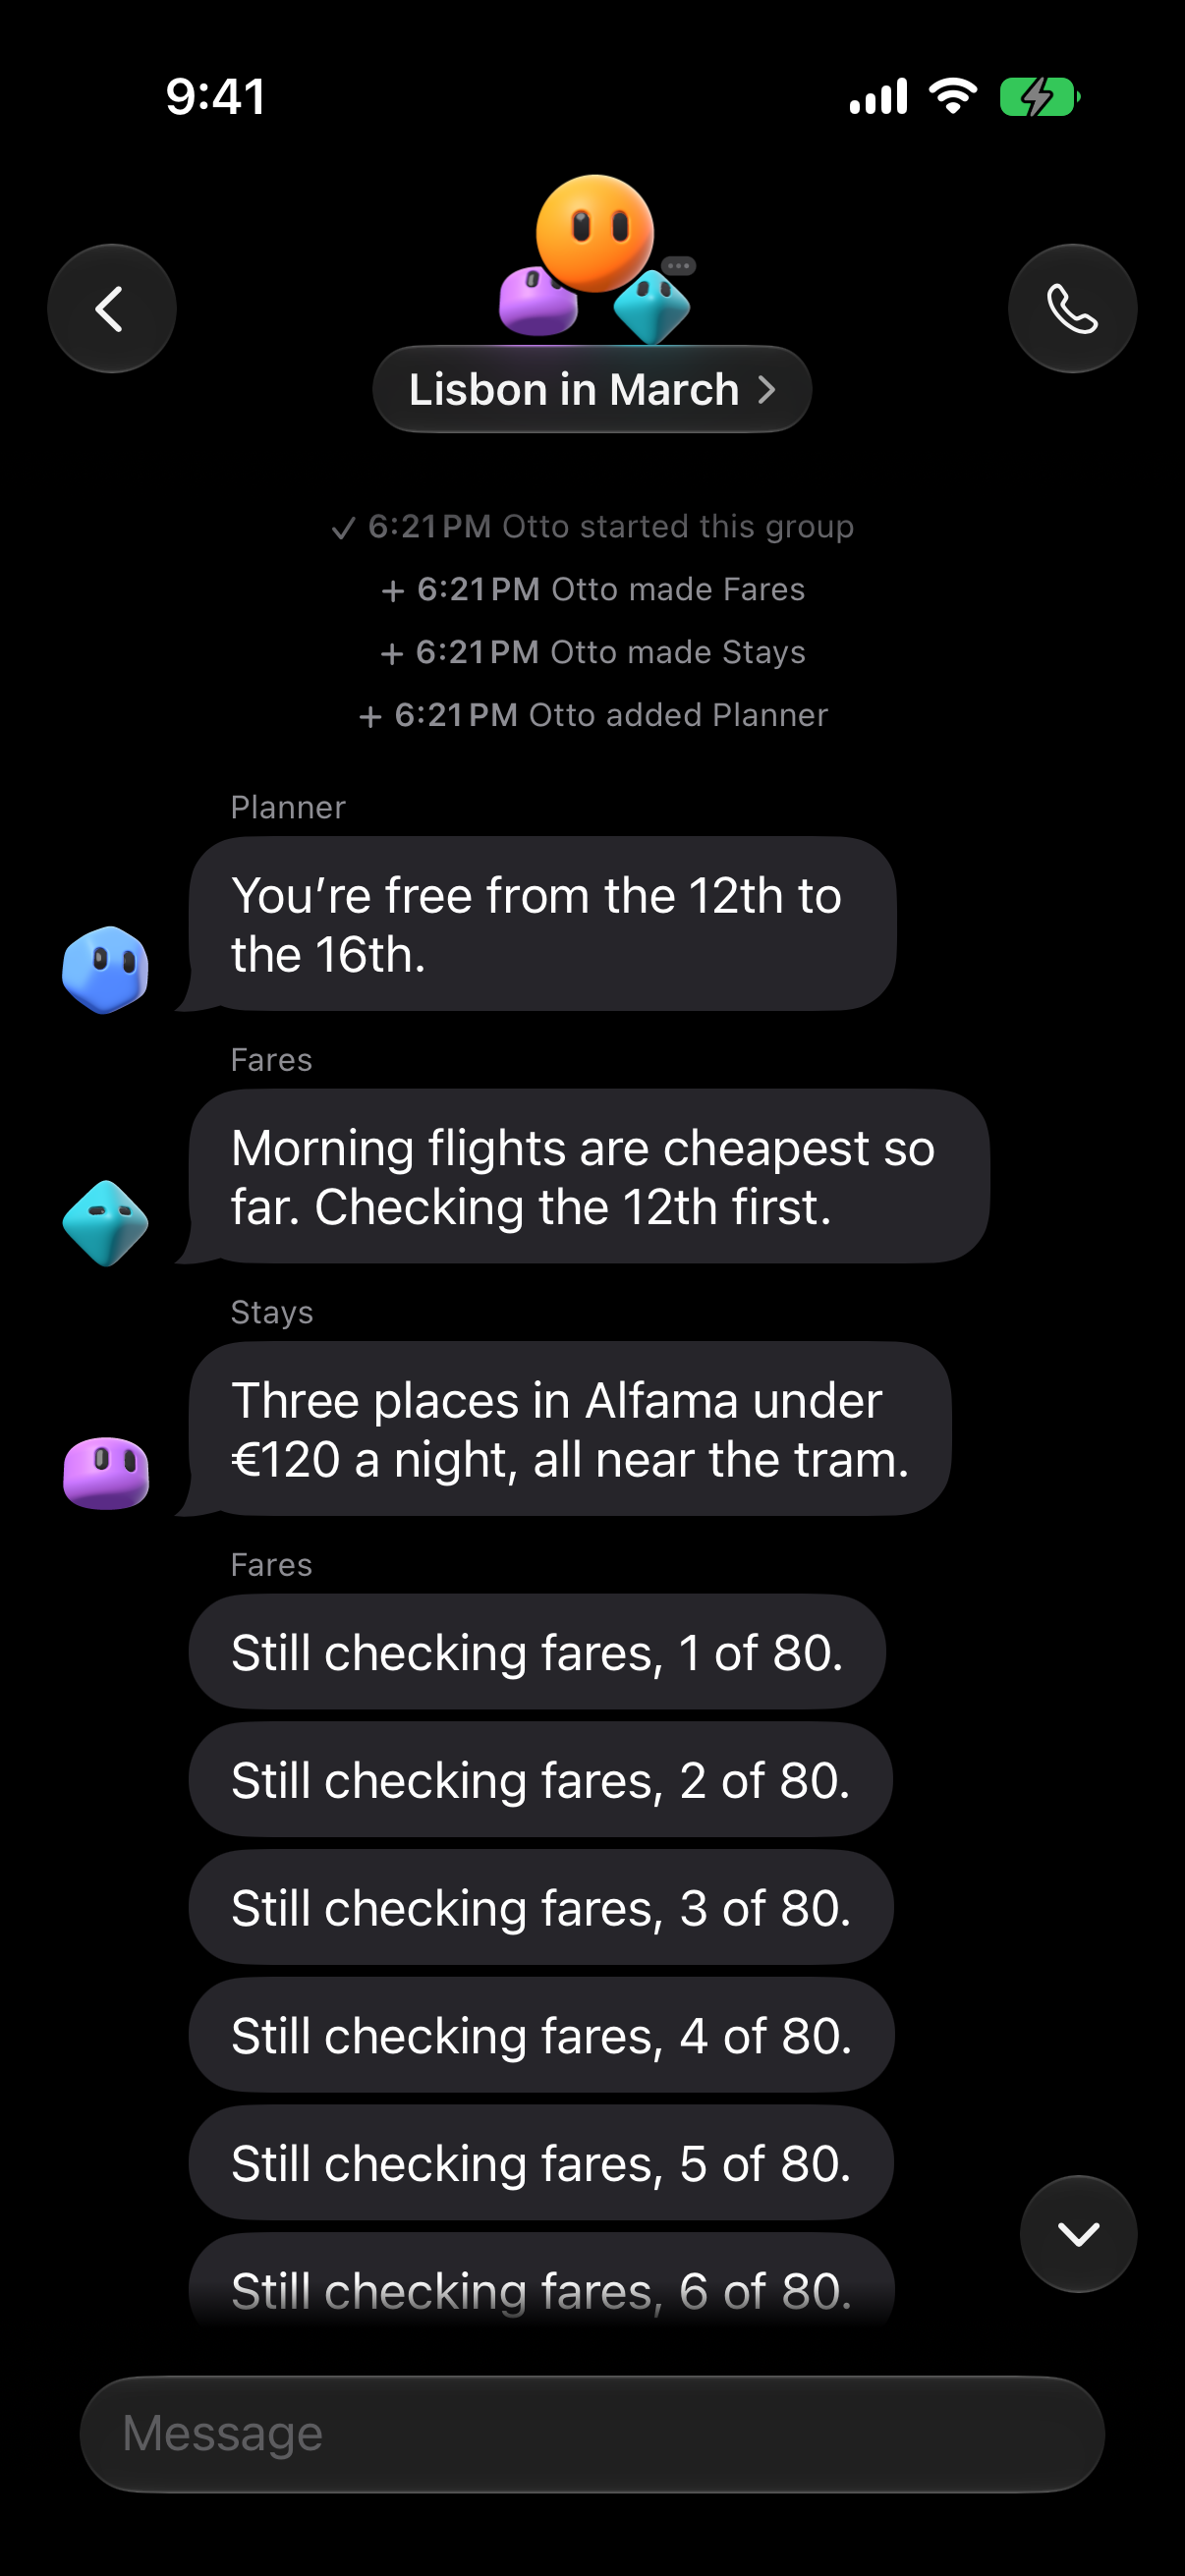 9:41
Lisbon in March
6:21 PM Otto started this group
6:21 PM Otto made Fares
6:21 PM Otto made Stays
6:21 PM Otto added Planner
Planner
You’re free from the 12th to
the 16th.
Fares
Morning flights are cheapest so
far. Checking the 12th first.
Stays
Three places in Alfama under
€120 a night, all near the tram.
Fares
Still checking fares, 1 of 80.
Still checking fares, 2 of 80.
Still checking fares, 3 of 80.
Still checking fares, 4 of 80.
Still checking fares, 5 of 80.
Still checking fares, 6 of 80.
Message